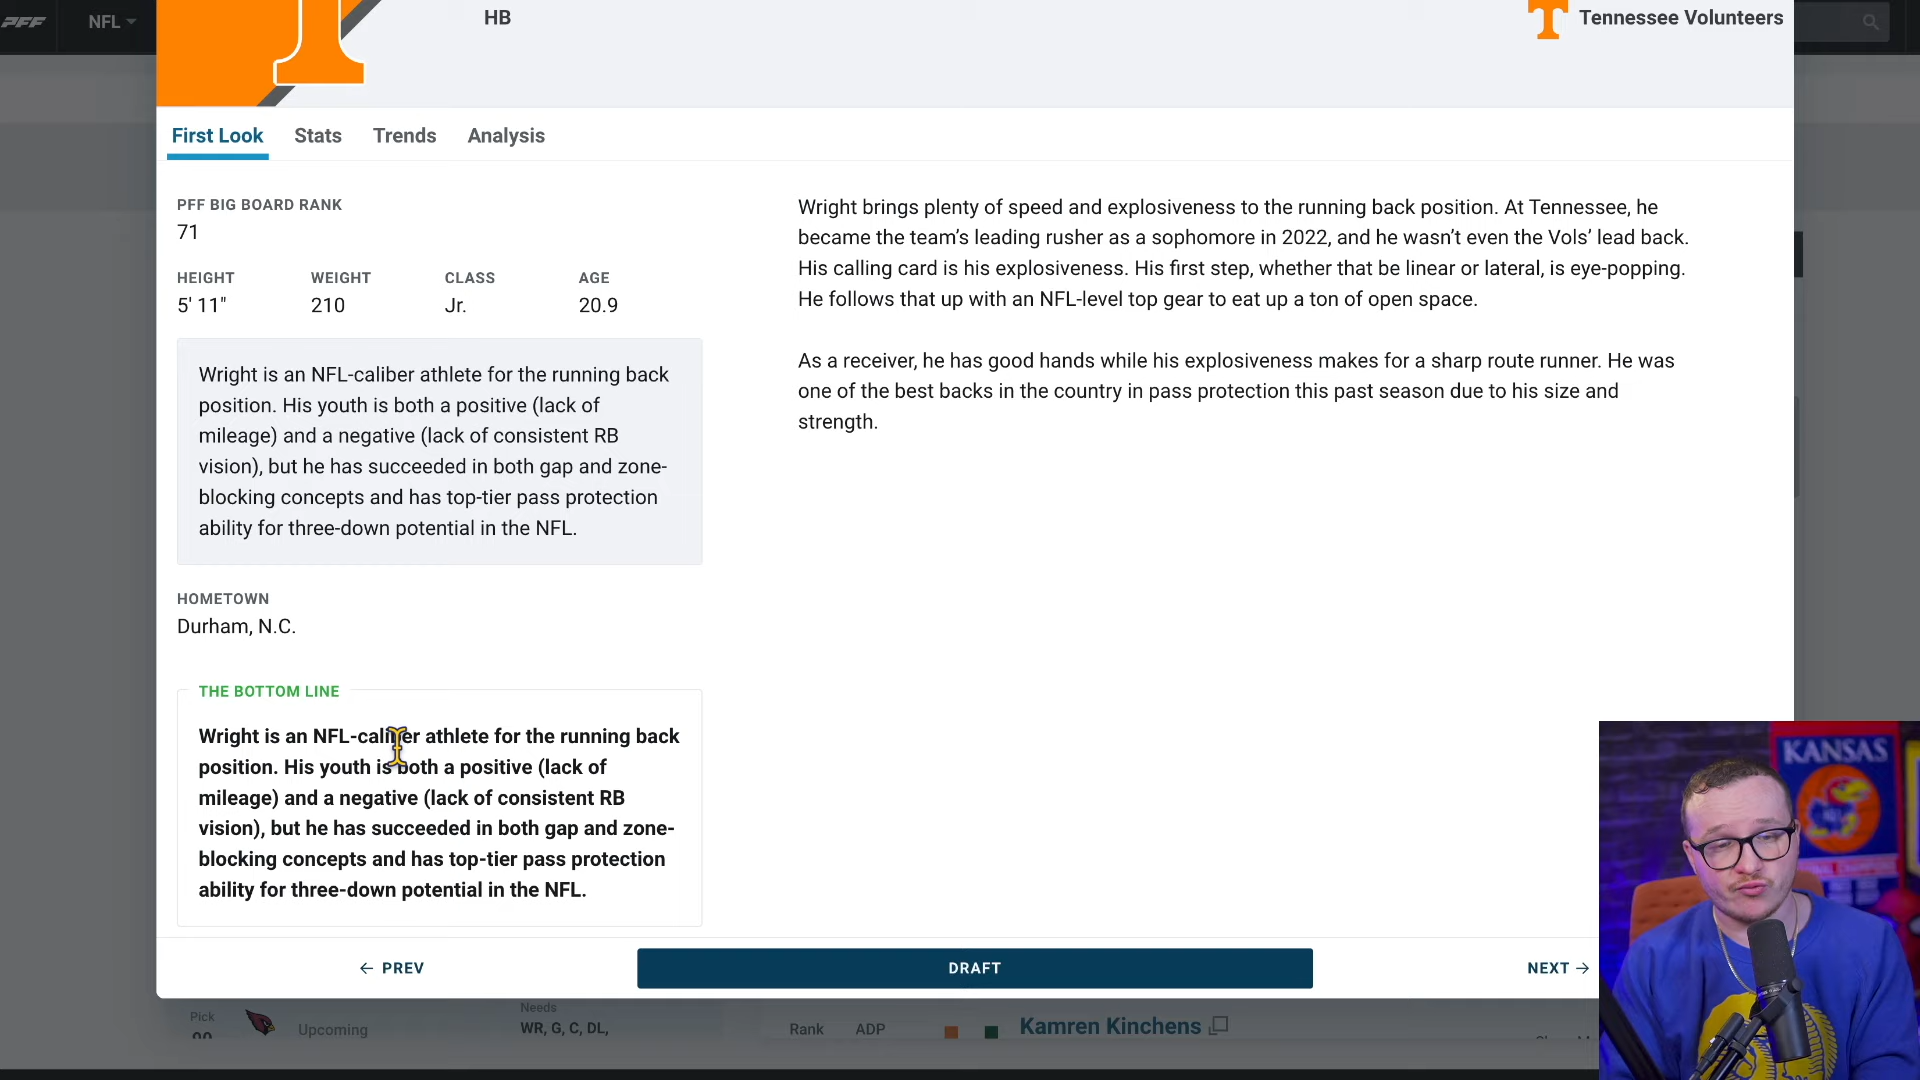 PFF
NFL
HB
Tennessee Volunteers
First Look
Stats
Trends
Analysis
PFF BIG BOARD RANK
71
HEIGHT
WEIGHT
CLASS
AGE
5' 11"
210
Jr.
20.9
Wright is an NFL-caliber athlete for the running back
position. His youth is both a positive (lack of
mileage) and a negative (lack of consistent RB
vision), but he has succeeded in both gap and zone-
blocking concepts and has top-tier pass protection
ability for three-down potential in the NFL.
HOMETOWN
Durham, N.C.
THE BOTTOM LINE
Wright is an NFL-caliber athlete for the running back
position. His youth is both a positive (lack of
mileage) and a negative (lack of consistent RB
vision), but he has succeeded in both gap and zone-
blocking concepts and has top-tier pass protection
ability for three-down potential in the NFL.
Wright brings plenty of speed and explosiveness to the running back position. At Tennessee, he
became the team’s leading rusher as a sophomore in 2022, and he wasn’t even the Vols’ lead back.
His calling card is his explosiveness. His first step, whether that be linear or lateral, is eye-popping.
He follows that up with an NFL-level top gear to eat up a ton of open space.
As a receiver, he has good hands while his explosiveness makes for a sharp route runner. He was
one of the best backs in the country in pass protection this past season due to his size and
strength.
← PREV
DRAFT
NEXT →
Pick
Upcoming
Needs
WR, G, C, DL,
Rank
ADP
Kamren Kinchens
KANSAS